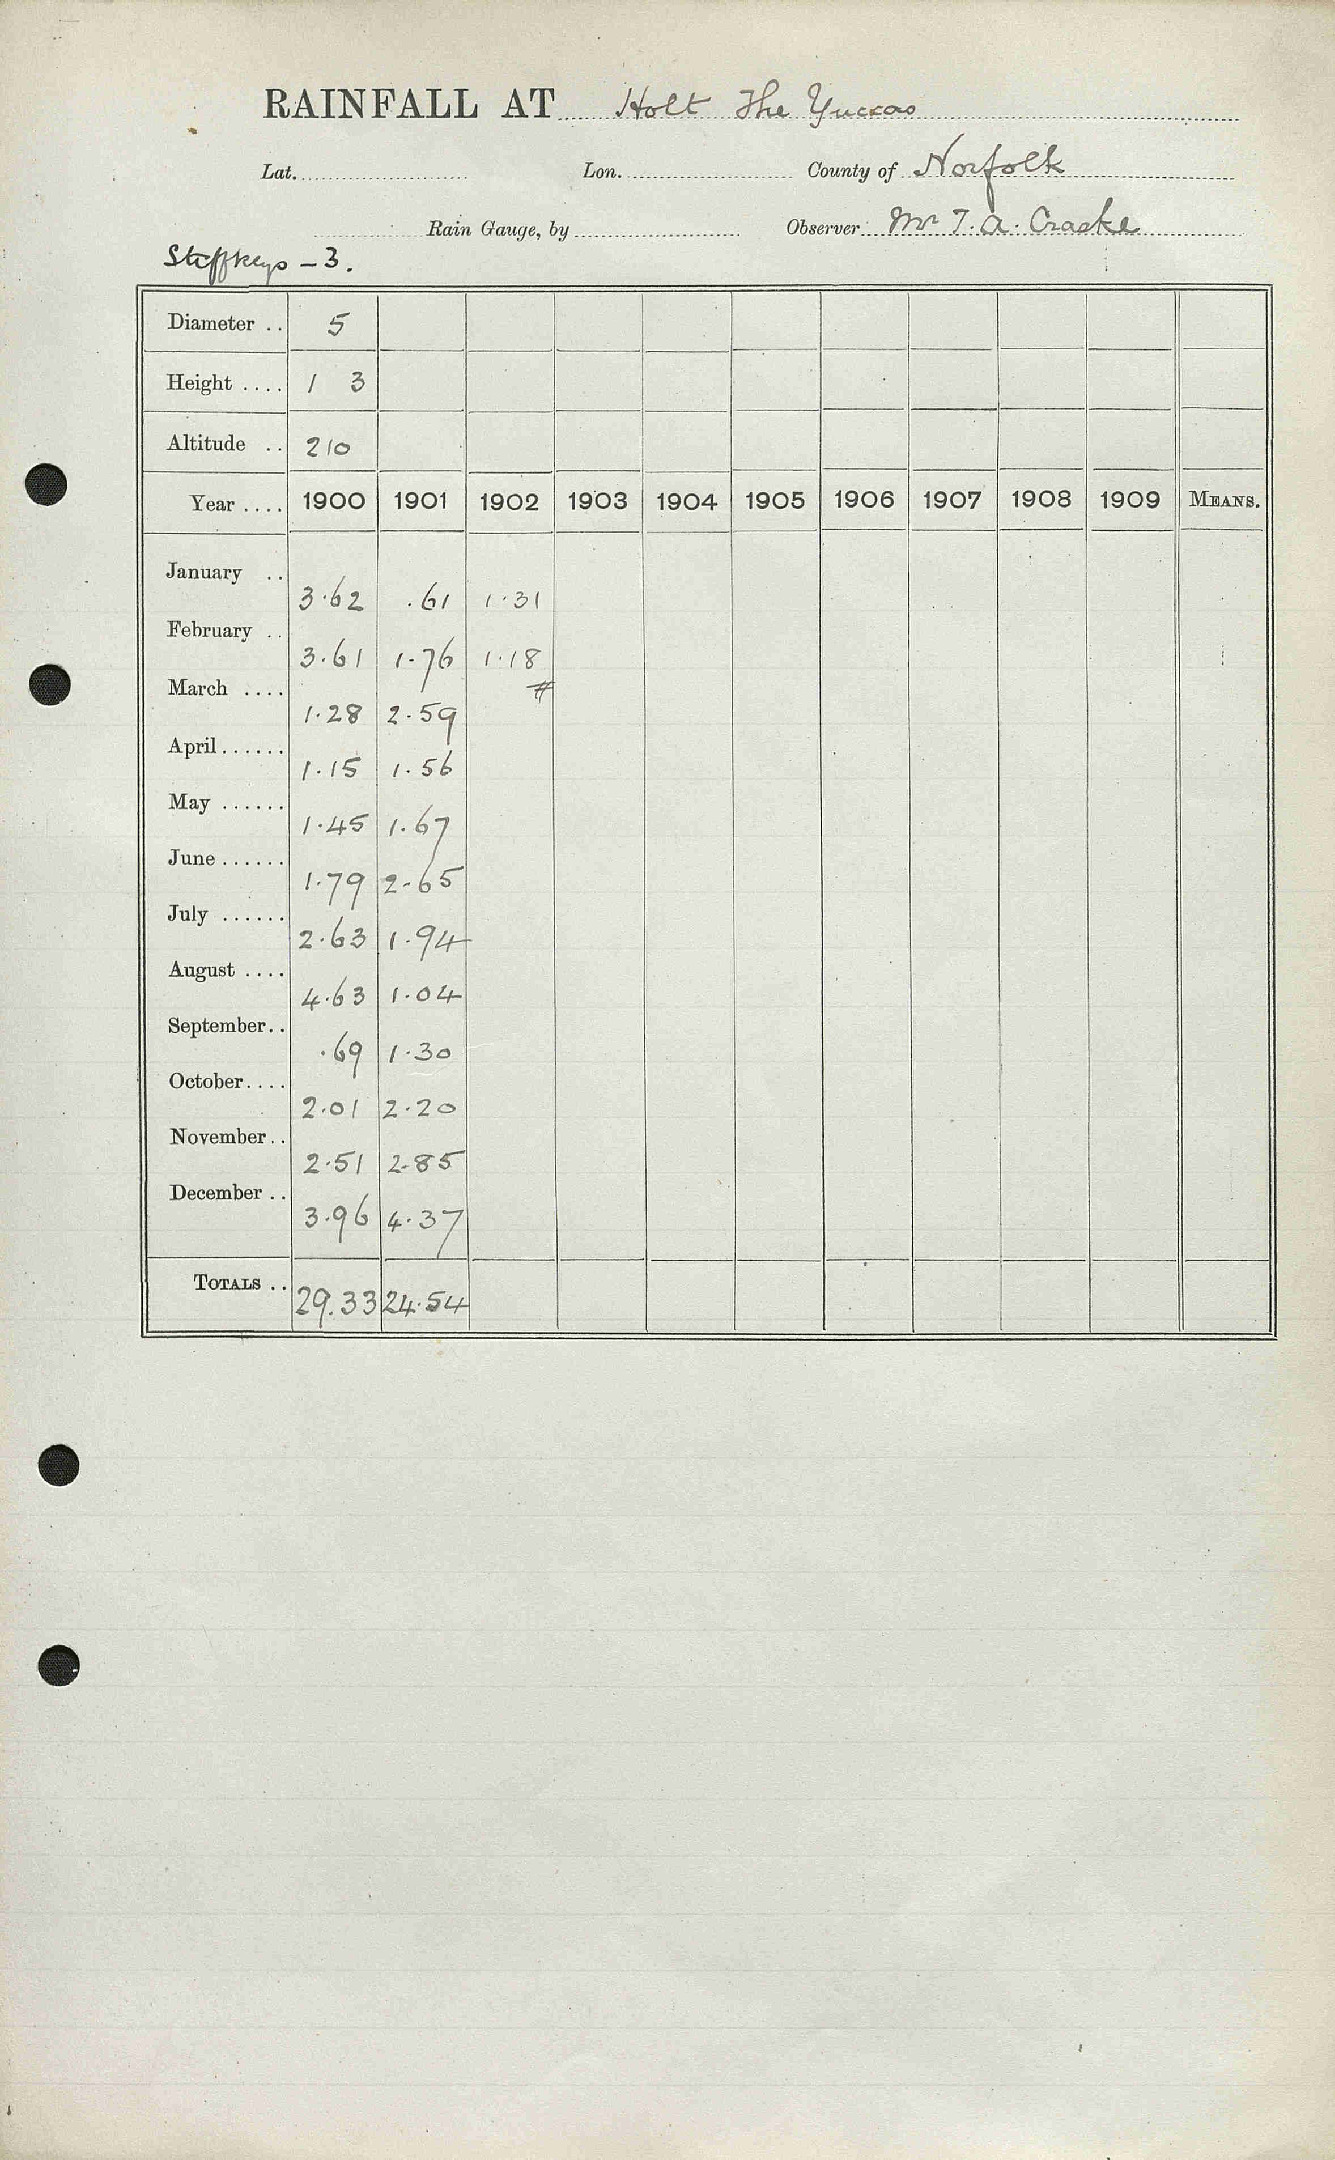 RAINFALL AT Holt The Yuccas
Lat. Lon. County of Norfolk
Rain Gauge, by Observer Mr T. A. Craske
Stiffkeys – 3.
Diameter .. 5
Height .... 1 3
Altitude .. 210
Year .... 1900 1901 1902 1903 1904 1905 1906 1907 1908 1909 MEANS.
January .. 3.62 .61 1.31
February .. 3.61 1.76 1.18
March .... 1.28 2.59 #
April ...... 1.15 1.56
May ...... 1.45 1.67
June ...... 1.79 2.65
July ...... 2.63 1.94
August .... 4.63 1.04
September.. .69 1.30
October.... 2.01 2.20
November.. 2.51 2.85
December .. 3.96 4.37
TOTALS .. 29.33 24.54